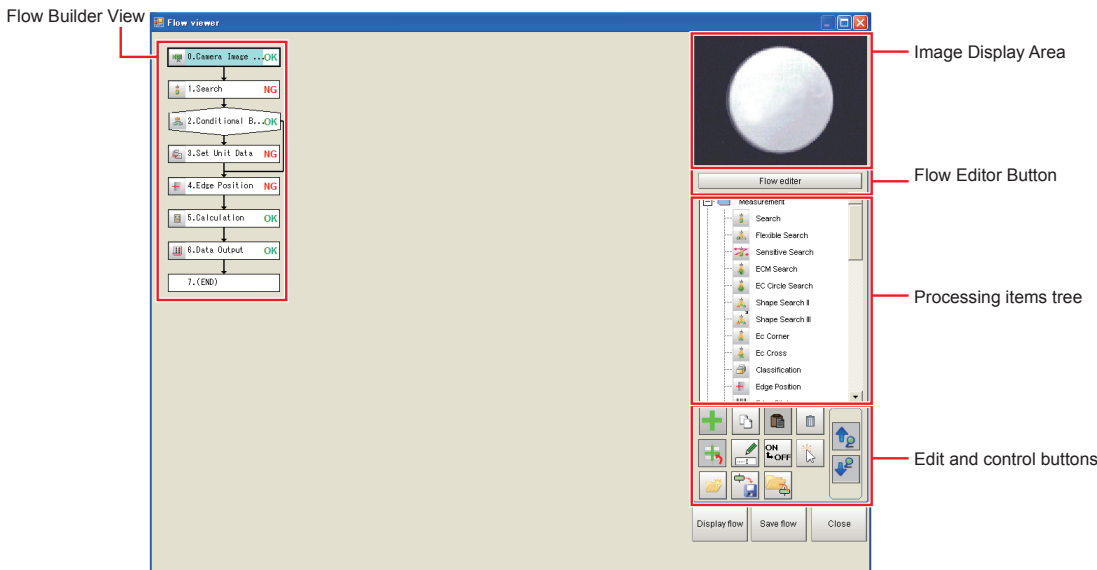 Flow Builder View
Flow viewer
0.Camera Image ...OK
1.Search NG
2.Conditional B...OK
3.Set Unit Data NG
4.Edge Position NG
5.Calculation OK
6.Data Output OK
7.(END)
Image Display Area
Flow editor
Flow Editor Button
Measurement
Search
Flexible Search
Sensitive Search
ECM Search
EC Circle Search
Shape Search II
Shape Search III
Ec Corner
Ec Cross
Classification
Edge Position
Processing items tree
ON
OFF
Edit and control buttons
Display flow
Save flow
Close